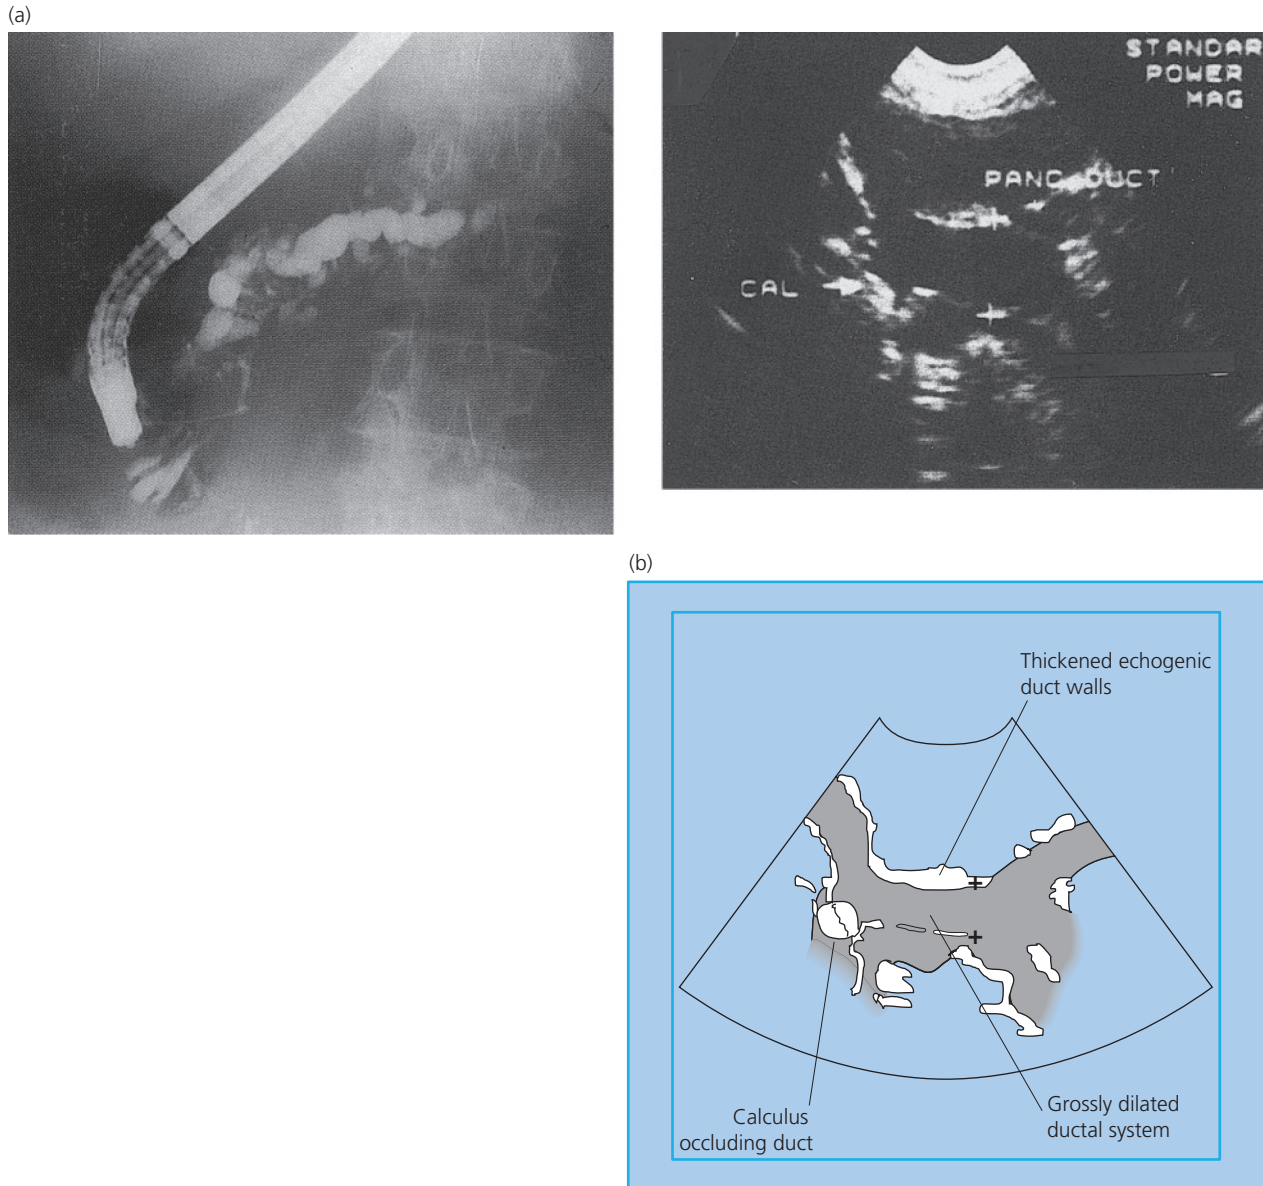 (a)
STANDAR
POWER
MAG
PANC DUCT
CAL
(b)
Thickened echogenic
duct walls
Calculus
occluding duct
Grossly dilated
ductal system